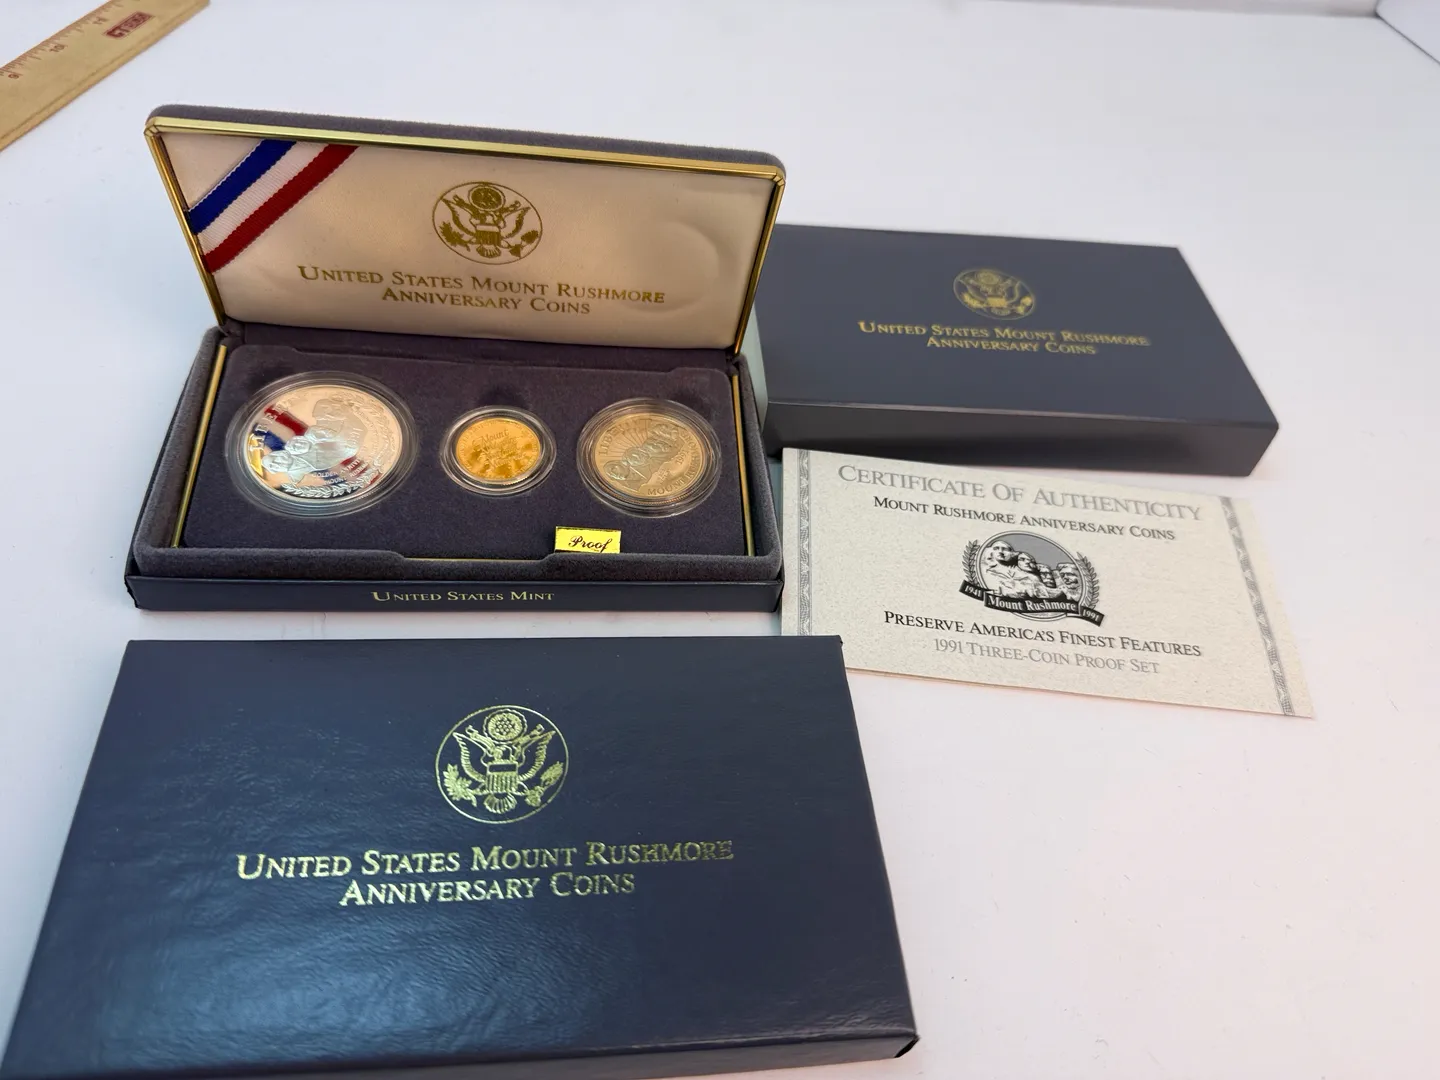 UNITED STATES MOUNT RUSHMORE
ANNIVERSARY COINS
Mount
Proof
UNITED STATES MINT
UNITED STATES MOUNT RUSHMORE
ANNIVERSARY COINS
CERTIFICATE OF AUTHENTICITY
MOUNT RUSHMORE ANNIVERSARY COINS
1941 Mount Rushmore 1991
PRESERVE AMERICA'S FINEST FEATURES
1991 THREE-COIN PROOF SET
UNITED STATES MOUNT RUSHMORE
ANNIVERSARY COINS